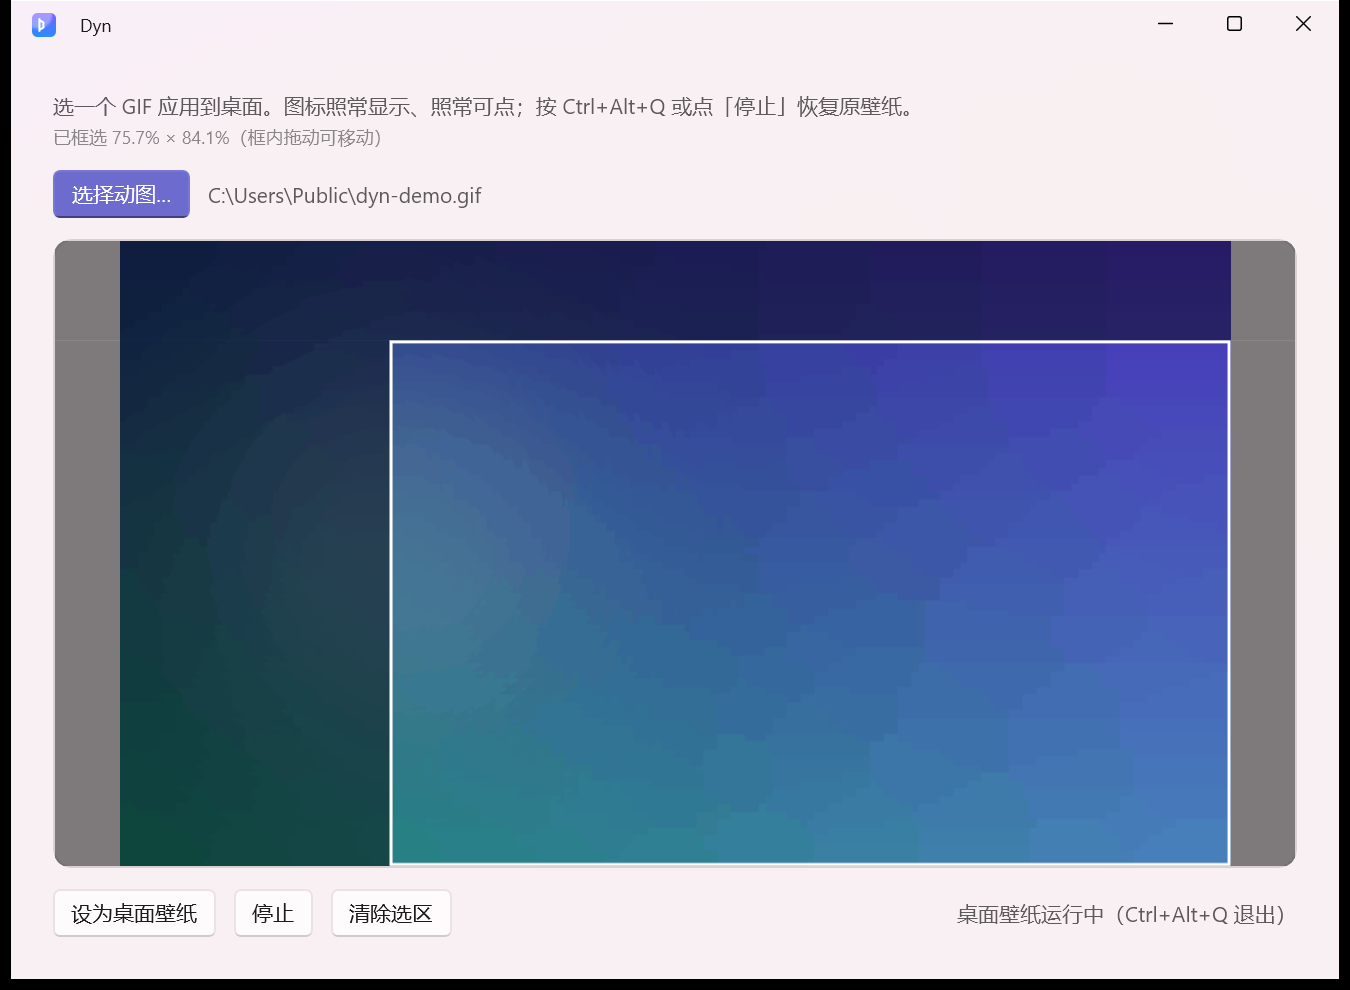 Dyn
选一个 GIF 应用到桌面。图标照常显示、照常可点；按 Ctrl+Alt+Q 或点「停止」恢复原壁纸。
已框选 75.7% × 84.1%（框内拖动可移动）
选择动图... C:\Users\Public\dyn-demo.gif
设为桌面壁纸 停止 清除选区 桌面壁纸运行中（Ctrl+Alt+Q 退出）